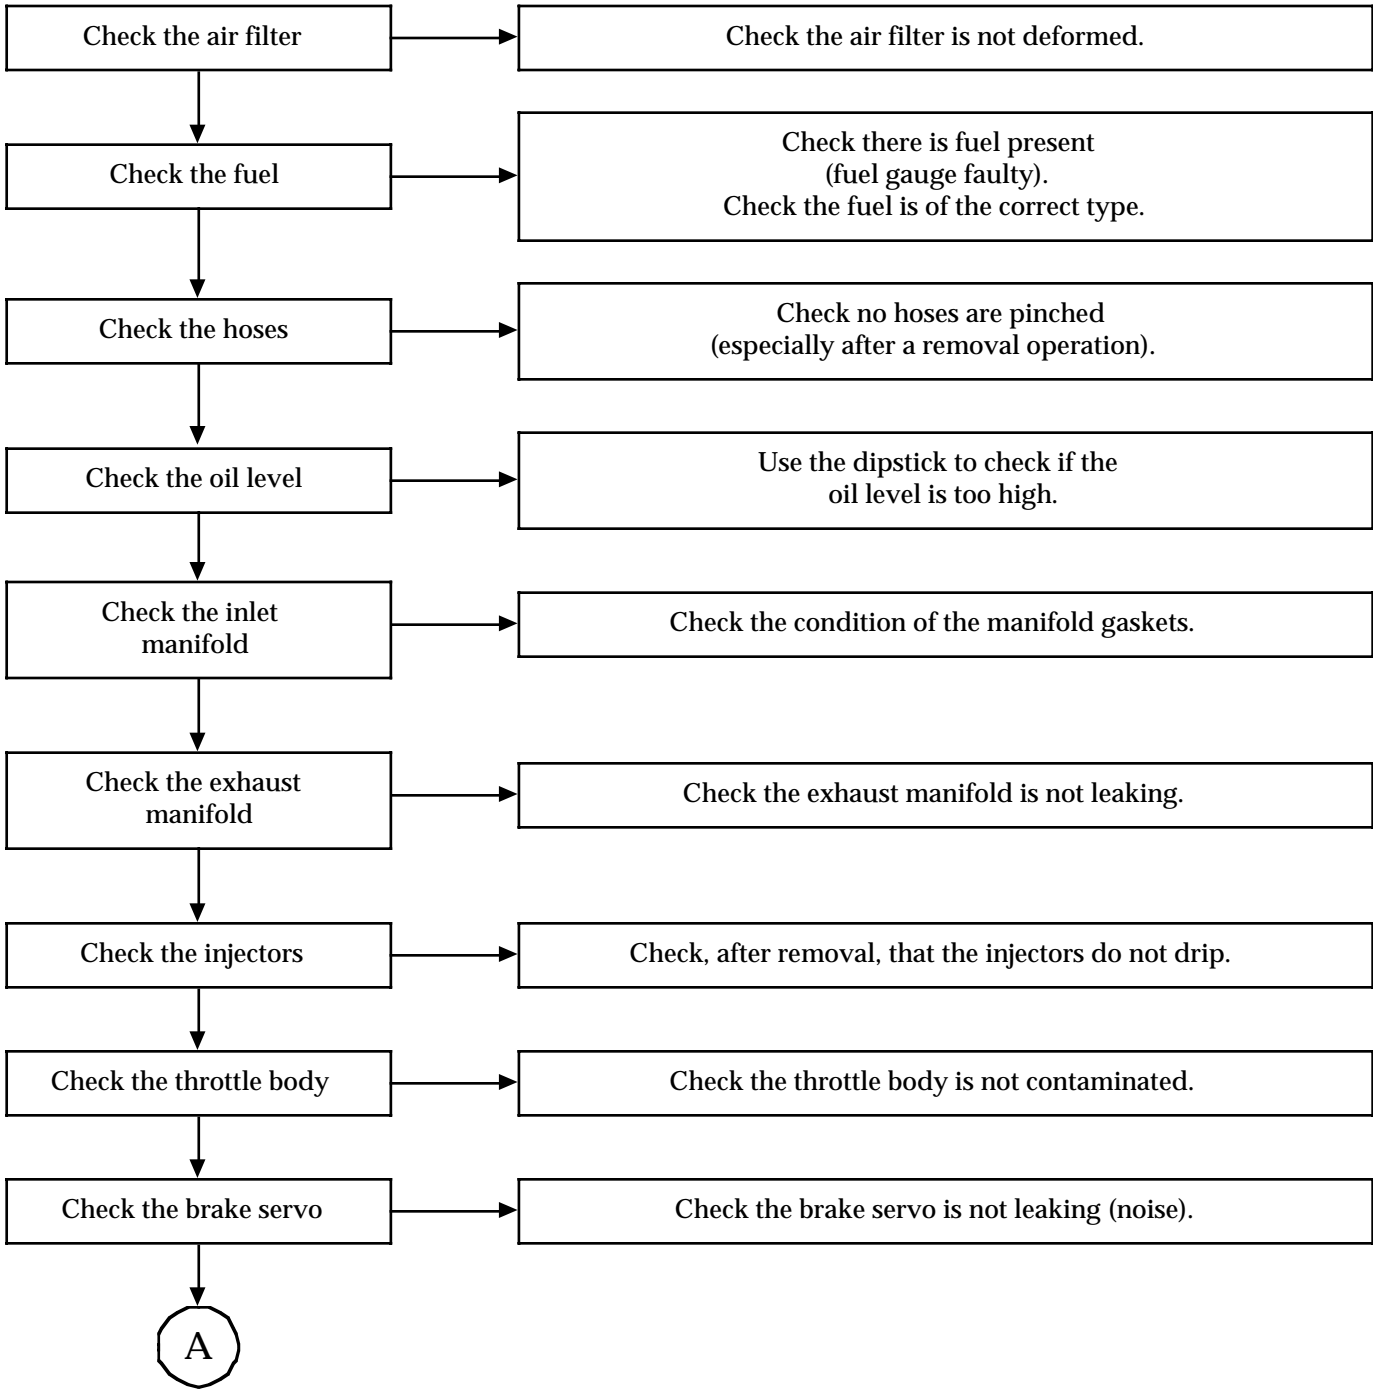 Check the air filter
Check the air filter is not deformed.
Check the fuel
Check there is fuel present
(fuel gauge faulty).
Check the fuel is of the correct type.
Check the hoses
Check no hoses are pinched
(especially after a removal operation).
Check the oil level
Use the dipstick to check if the
oil level is too high.
Check the inlet
manifold
Check the condition of the manifold gaskets.
Check the exhaust
manifold
Check the exhaust manifold is not leaking.
Check the injectors
Check, after removal, that the injectors do not drip.
Check the throttle body
Check the throttle body is not contaminated.
Check the brake servo
Check the brake servo is not leaking (noise).
A